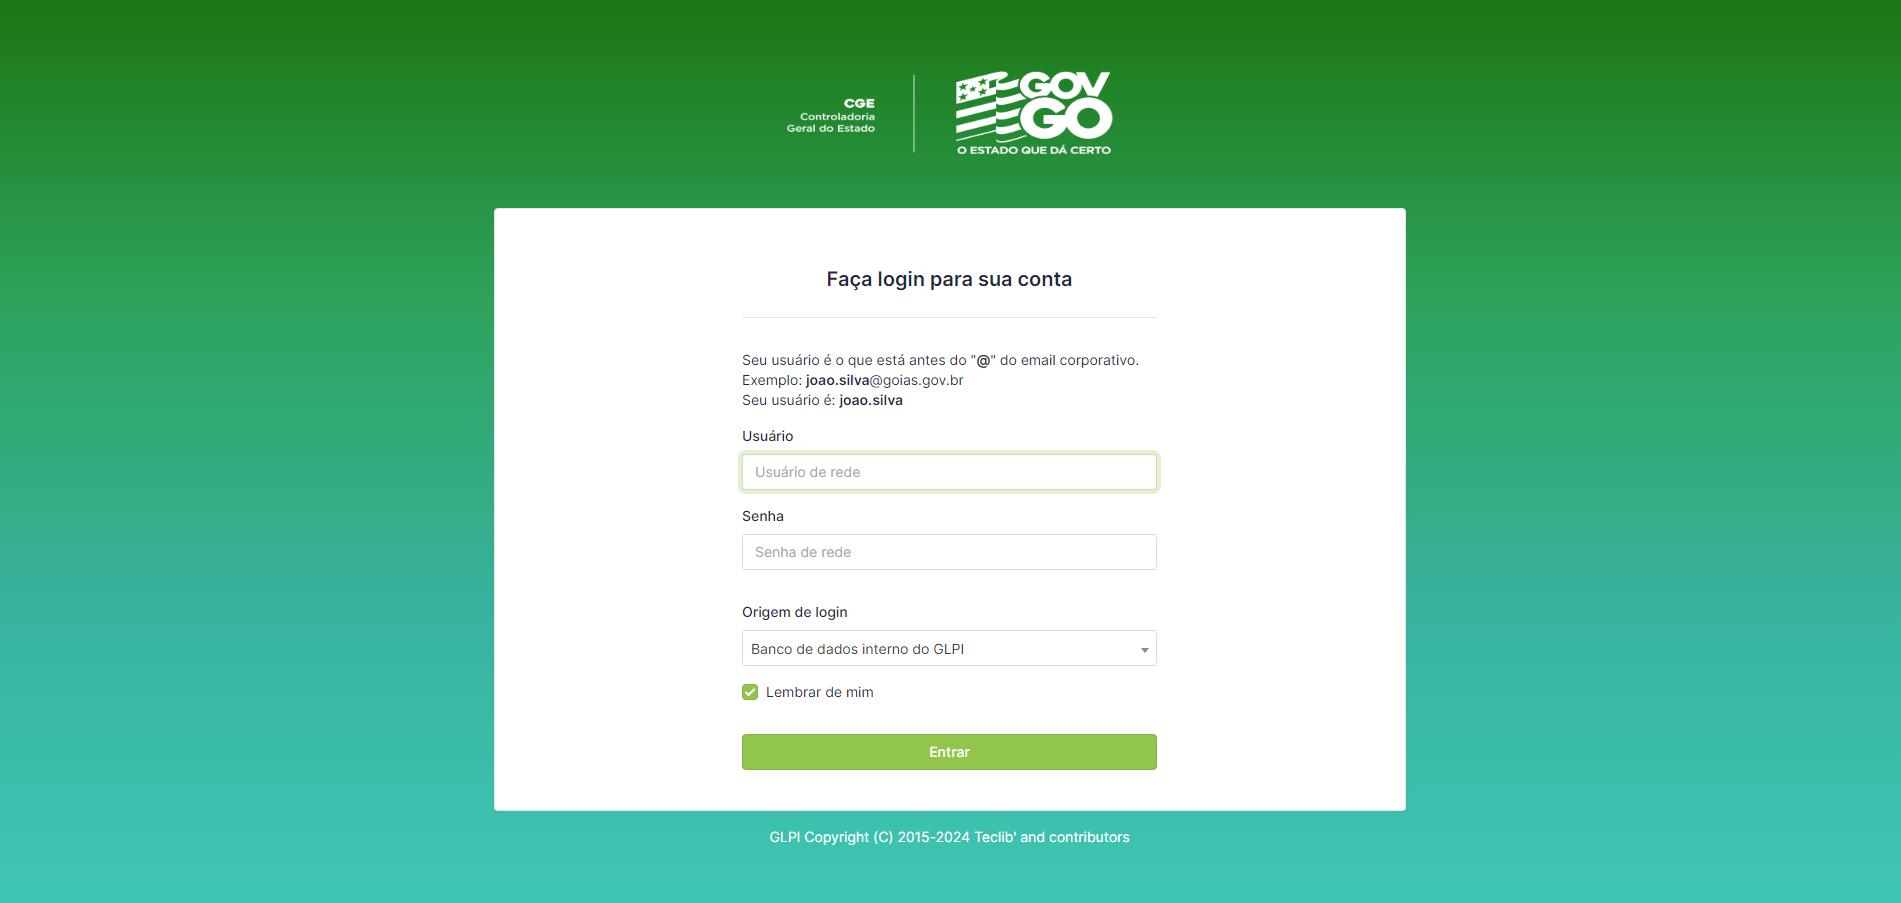 CGE
Controladoria
Geral do Estado
GOV
GO
O ESTADO QUE DÁ CERTO
Faça login para sua conta
Seu usuário é o que está antes do "@" do email corporativo.
Exemplo: joao.silva@goias.gov.br
Seu usuário é: joao.silva
Usuário
Usuário de rede
Senha
Senha de rede
Origem de login
Banco de dados interno do GLPI
Lembrar de mim
Entrar
GLPI Copyright (C) 2015-2024 Teclib' and contributors